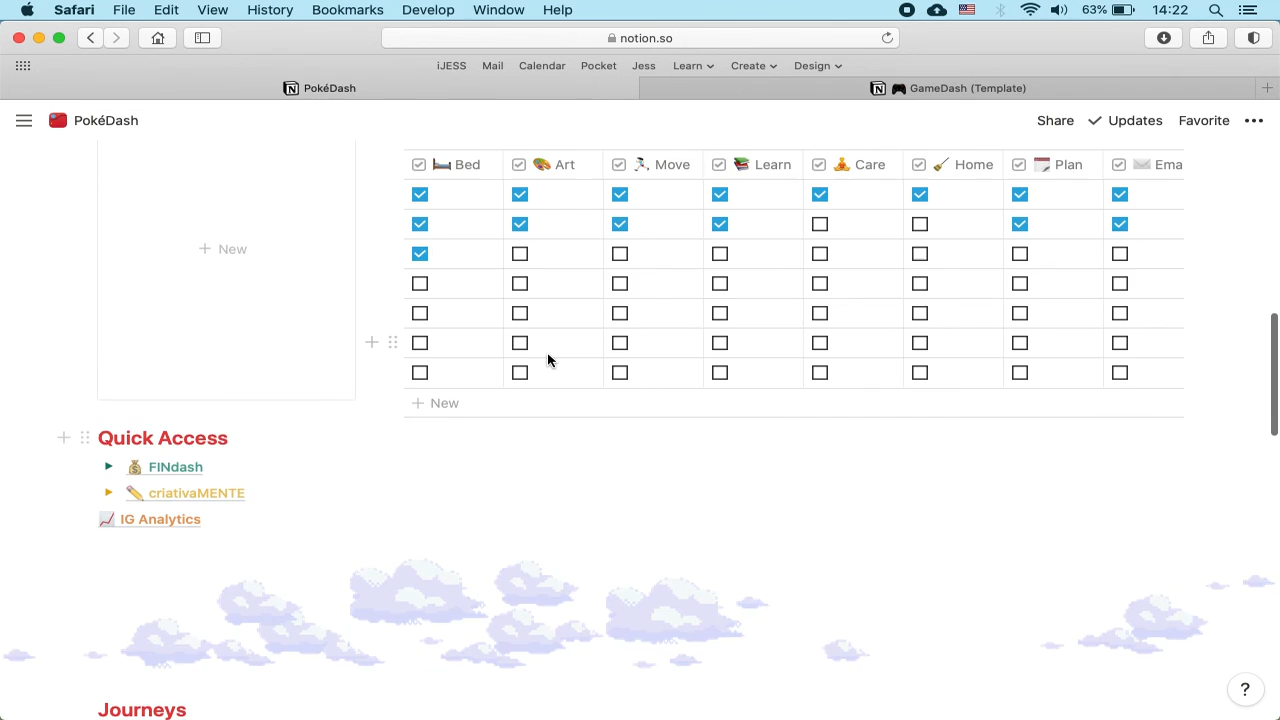 Safari File Edit View History Bookmarks Develop Window Help 63% 14:22
notion.so
iJESS Mail Calendar Pocket Jess Learn Create Design
PokéDash GameDash (Template)
PokéDash Share Updates Favorite
Bed Art Move Learn Care Home Plan Ema
New
New
Quick Access
FINdash
criativaMENTE
IG Analytics
Journeys
?